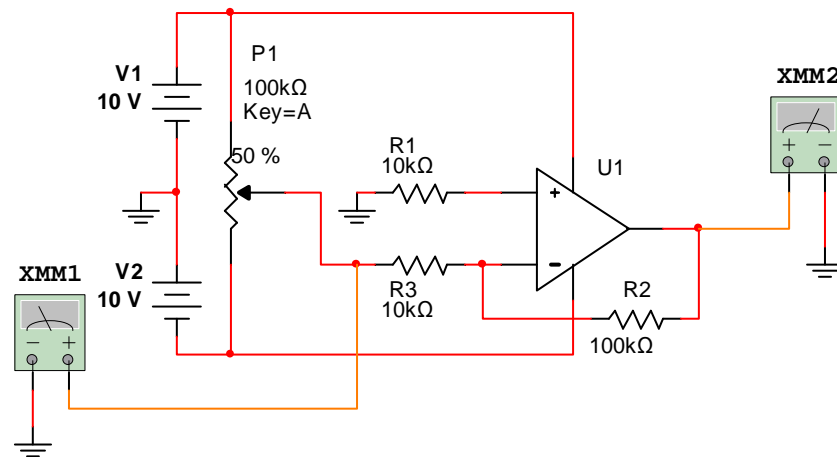 P1
100kΩ
Key=A
50 %
V1
10 V
V2
10 V
XMM1
− +
R1
10kΩ
R3
10kΩ
+
−
U1
R2
100kΩ
XMM2
+ −